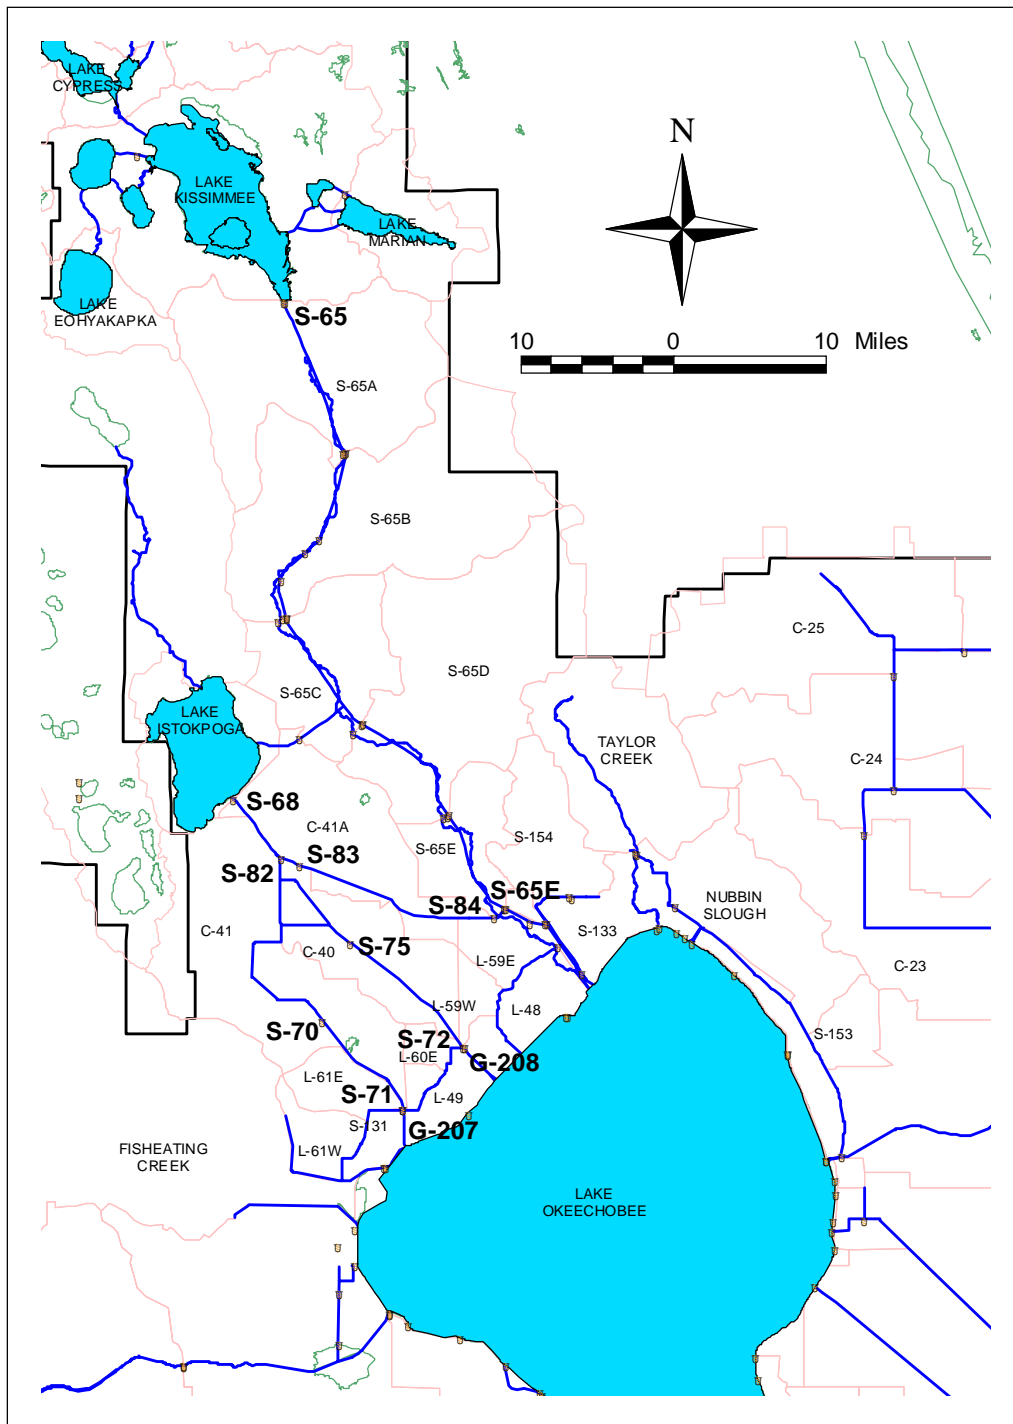 LAKE
CYPRESS
N
LAKE
KISSIMMEE
LAKE
MARIAN
LAKE
EOHYAKAPKA
S-65
10 0 10 Miles
S-65A
S-65B
C-25
S-65D
S-65C
LAKE
ISTOKPOGA
TAYLOR
CREEK
C-24
S-68
C-41A
S-65E
S-154
S-83
S-82
S-65E
S-84
NUBBIN
SLOUGH
C-41
S-133
C-40
S-75
L-59E
C-23
L-59W
L-48
S-70
S-72
L-60E
G-208
S-153
L-61E
S-71
L-49
S-131
G-207
FISHEATING
CREEK
L-61W
LAKE
OKEECHOBEE